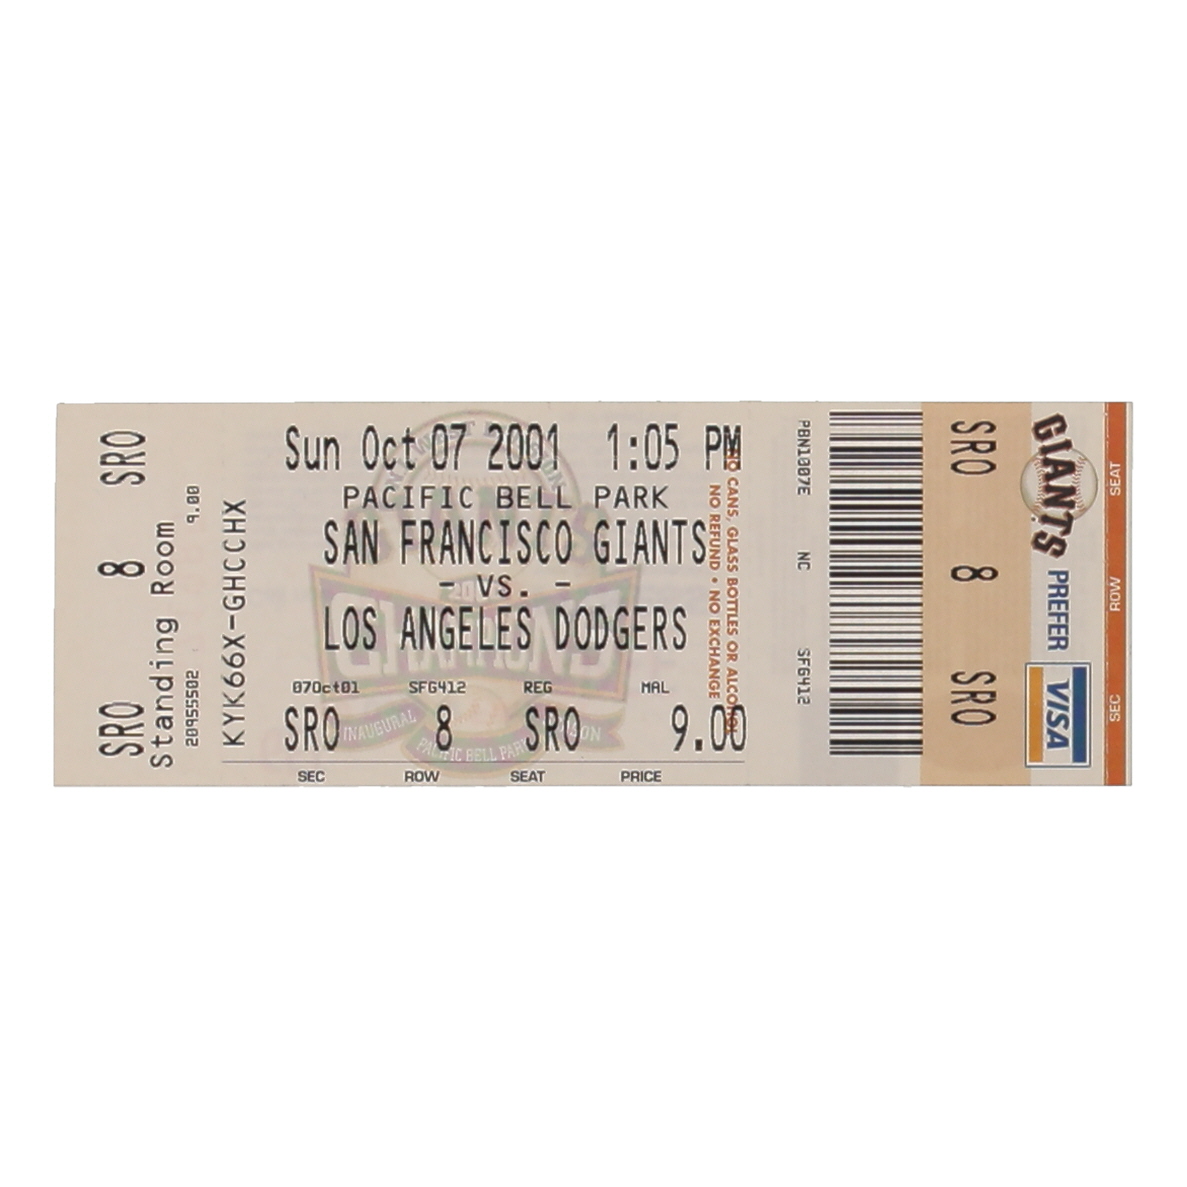 SRO 8 SRO
Standing Room
20955502 9.00
KYK66X-GHCCHX
Sun Oct 07 2001 1:05 PM
PACIFIC BELL PARK
SAN FRANCISCO GIANTS
- VS. -
LOS ANGELES DODGERS
07Oct01 SFG412 REG MAL
SRO 8 SRO 9.00
SEC ROW SEAT PRICE
INAUGURAL
PACIFIC BELL PARK
NO CANS, GLASS BOTTLES OR ALCOHOL
NO REFUND • NO EXCHANGE
PBN1007E NC SFG412
SRO 8 SRO
GIANTS PREFER VISA
SEAT ROW SEC